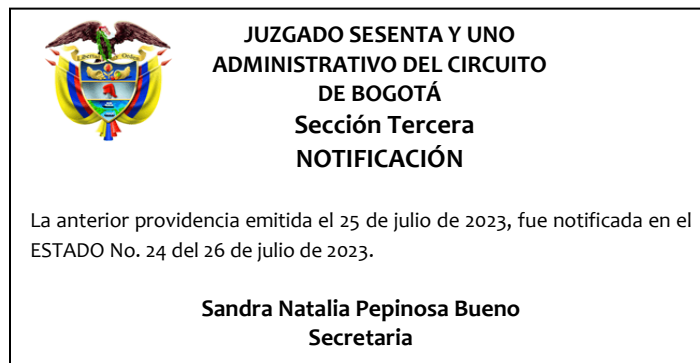 JUZGADO SESENTA Y UNO
ADMINISTRATIVO DEL CIRCUITO
DE BOGOTÁ
Sección Tercera
NOTIFICACIÓN
La anterior providencia emitida el 25 de julio de 2023, fue notificada en el
ESTADO No. 24 del 26 de julio de 2023.
Sandra Natalia Pepinosa Bueno
Secretaria